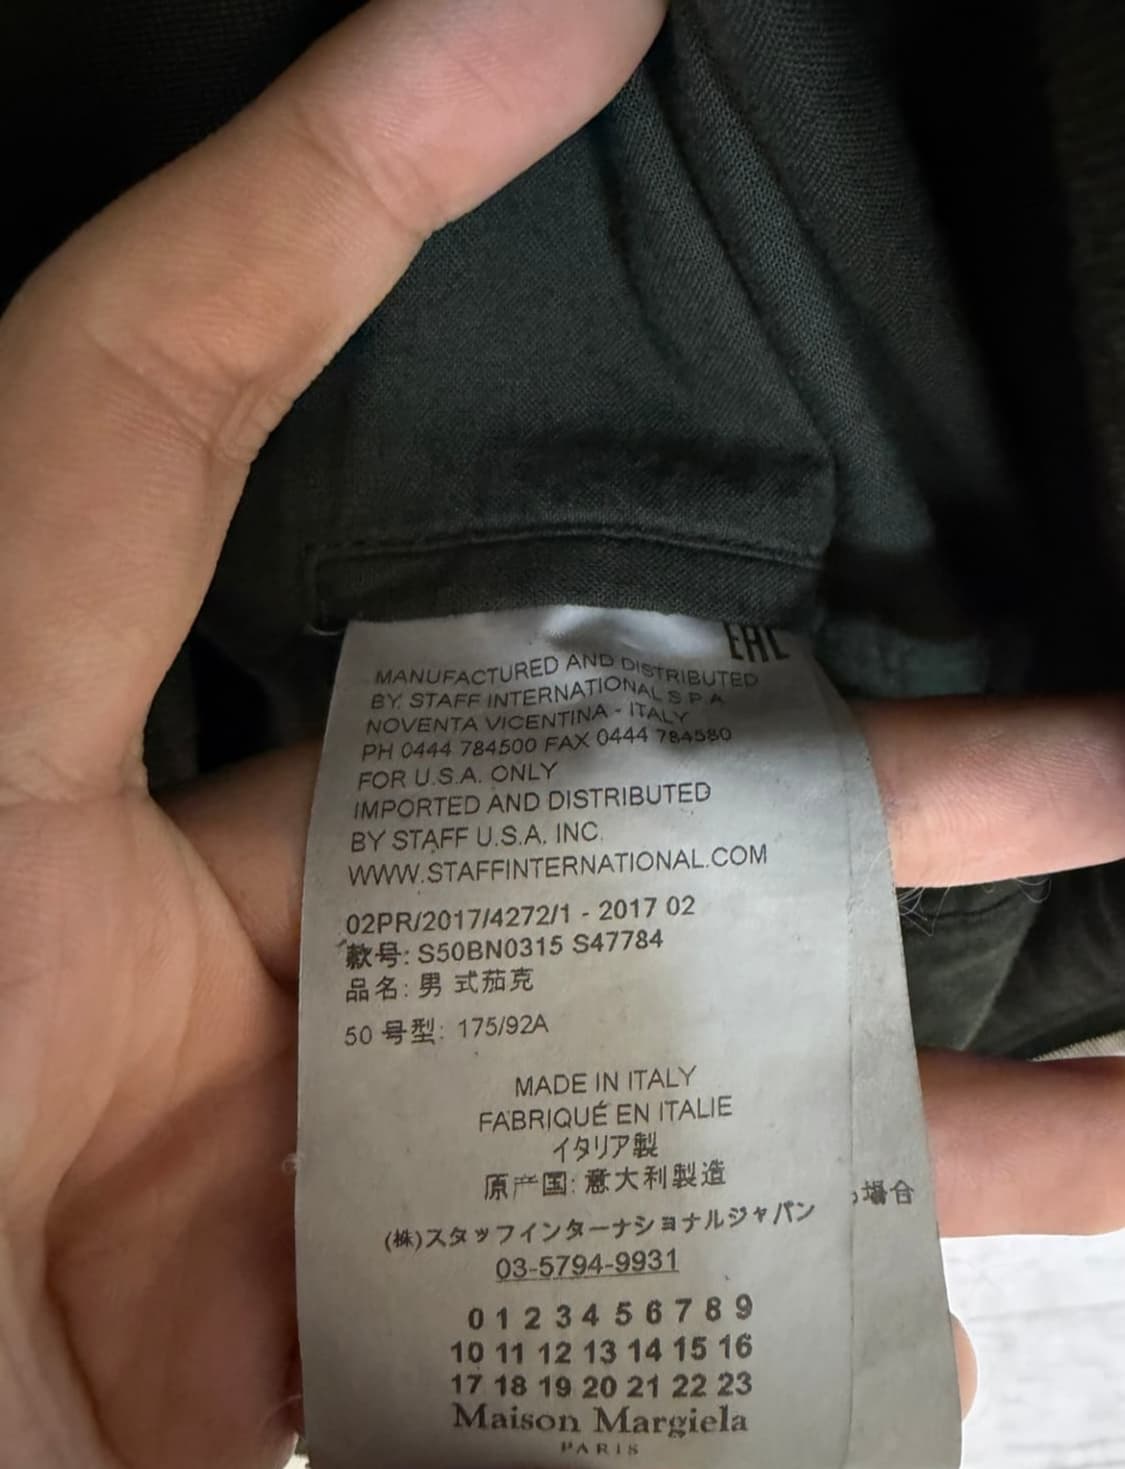 EAC
MANUFACTURED AND DISTRIBUTED
BY. STAFF INTERNATIONAL S P A
NOVENTA VICENTINA - ITALY
PH 0444 784500 FAX 0444 784580
FOR U.S.A. ONLY
IMPORTED AND DISTRIBUTED
BY STAFF U.S.A. INC.
WWW.STAFFINTERNATIONAL.COM
02PR/2017/4272/1 - 2017 02
款号: S50BN0315 S47784
品名: 男 式茄克
50 号型: 175/92A
MADE IN ITALY
FABRIQUÉ EN ITALIE
イタリア製
原产国: 意大利製造
場合
(株)スタッフインターナショナルジャパン
03-5794-9931
0 1 2 3 4 5 6 7 8 9
10 11 12 13 14 15 16
17 18 19 20 21 22 23
Maison Margiela
PARIS